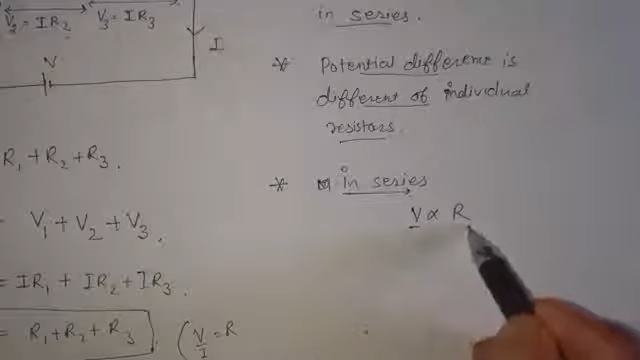 V₂ = IR₂ V₃ = IR₃
I
V
R₁ + R₂ + R₃.
= V₁ + V₂ + V₃.
= IR₁ + IR₂ + IR₃.
= R₁ + R₂ + R₃ ( V/I = R
in series.
* Potential difference is
different of individual
resistors.
* in series
V ∝ R